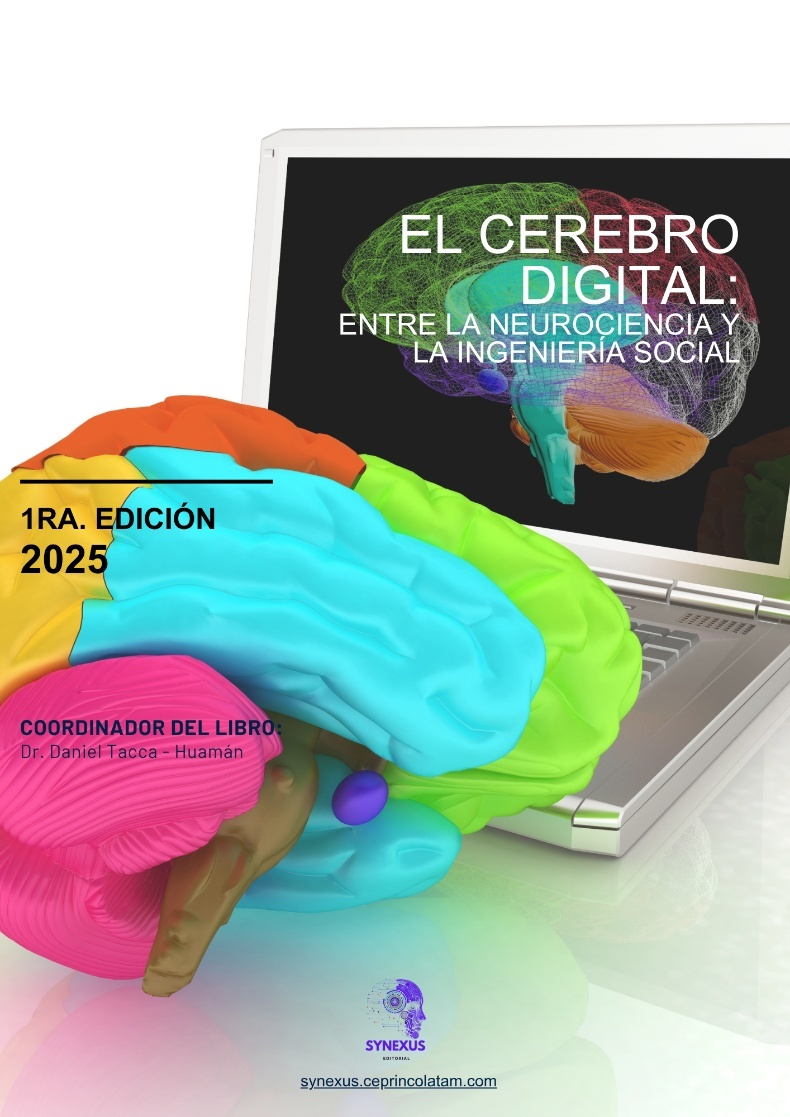 EL CEREBRO
DIGITAL:
ENTRE LA NEUROCIENCIA Y
LA INGENIERÍA SOCIAL
1RA. EDICIÓN
2025
COORDINADOR DEL LIBRO:
Dr. Daniel Tacca - Huamán
SYNEXUS
EDITORIAL
synexus.ceprincolatam.com